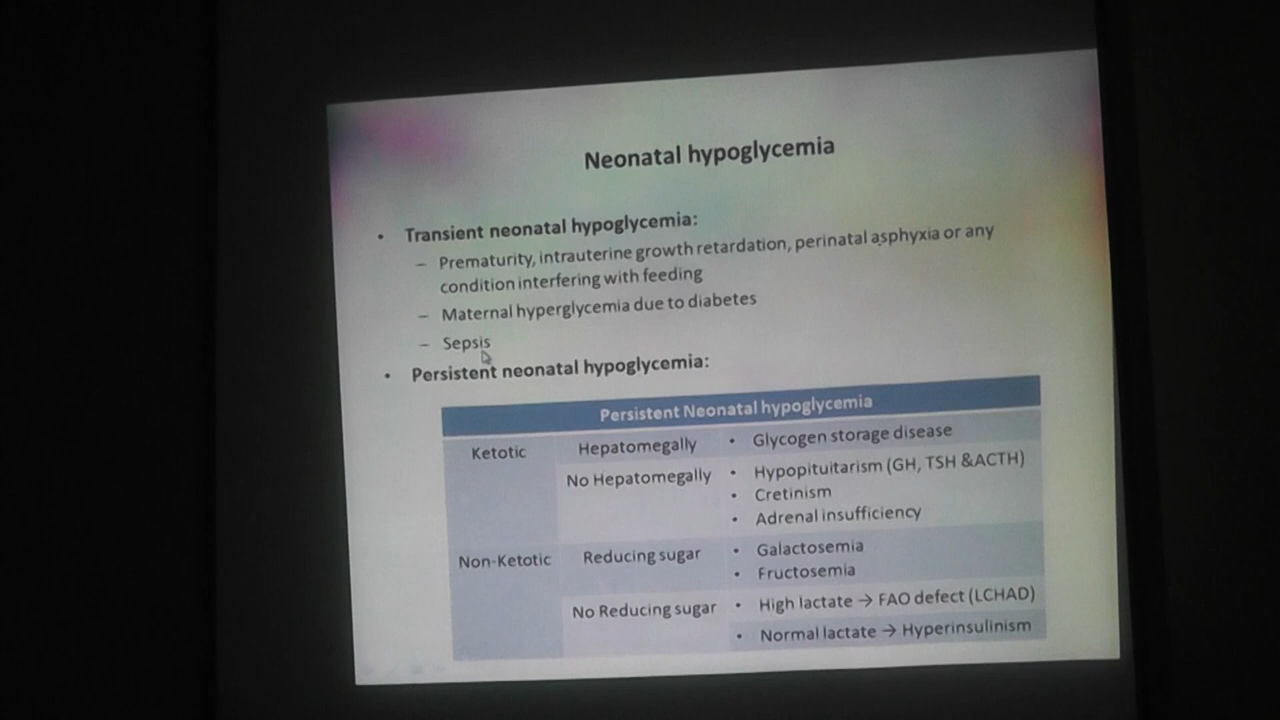 Neonatal hypoglycemia
• Transient neonatal hypoglycemia:
– Prematurity, intrauterine growth retardation, perinatal asphyxia or any
condition interfering with feeding
– Maternal hyperglycemia due to diabetes
– Sepsis
• Persistent neonatal hypoglycemia:
Persistent Neonatal hypoglycemia
Ketotic Hepatomegally • Glycogen storage disease
No Hepatomegally • Hypopituitarism (GH, TSH &ACTH)
• Cretinism
• Adrenal insufficiency
Non-Ketotic Reducing sugar • Galactosemia
• Fructosemia
No Reducing sugar • High lactate → FAO defect (LCHAD)
• Normal lactate → Hyperinsulinism